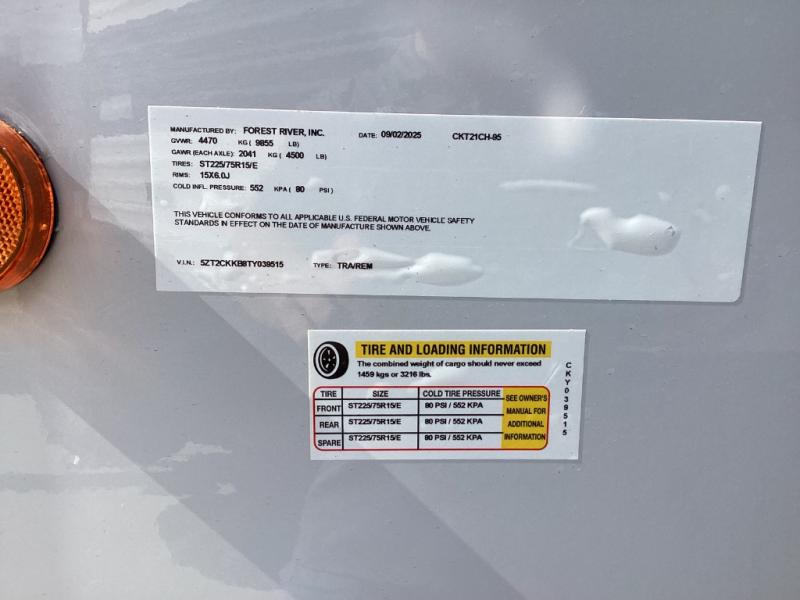 MANUFACTURED BY: FOREST RIVER, INC. DATE: 09/02/2025 CKT21CH-95
GVWR: 4470 KG ( 9855 LB)
GAWR (EACH AXLE): 2041 KG ( 4500 LB)
TIRES: ST225/75R15/E
RIMS: 15X6.0J
COLD INFL. PRESSURE: 552 KPA ( 80 PSI)
THIS VEHICLE CONFORMS TO ALL APPLICABLE U.S. FEDERAL MOTOR VEHICLE SAFETY
STANDARDS IN EFFECT ON THE DATE OF MANUFACTURE SHOWN ABOVE.
V.I.N.: 5ZT2CKKB8TY039515 TYPE: TRA/REM
TIRE AND LOADING INFORMATION
The combined weight of cargo should never exceed
1459 kgs or 3216 lbs.
TIRE SIZE COLD TIRE PRESSURE SEE OWNER'S MANUAL FOR ADDITIONAL INFORMATION
FRONT ST225/75R15/E 80 PSI / 552 KPA
REAR ST225/75R15/E 80 PSI / 552 KPA
SPARE ST225/75R15/E 80 PSI / 552 KPA
CKY039515